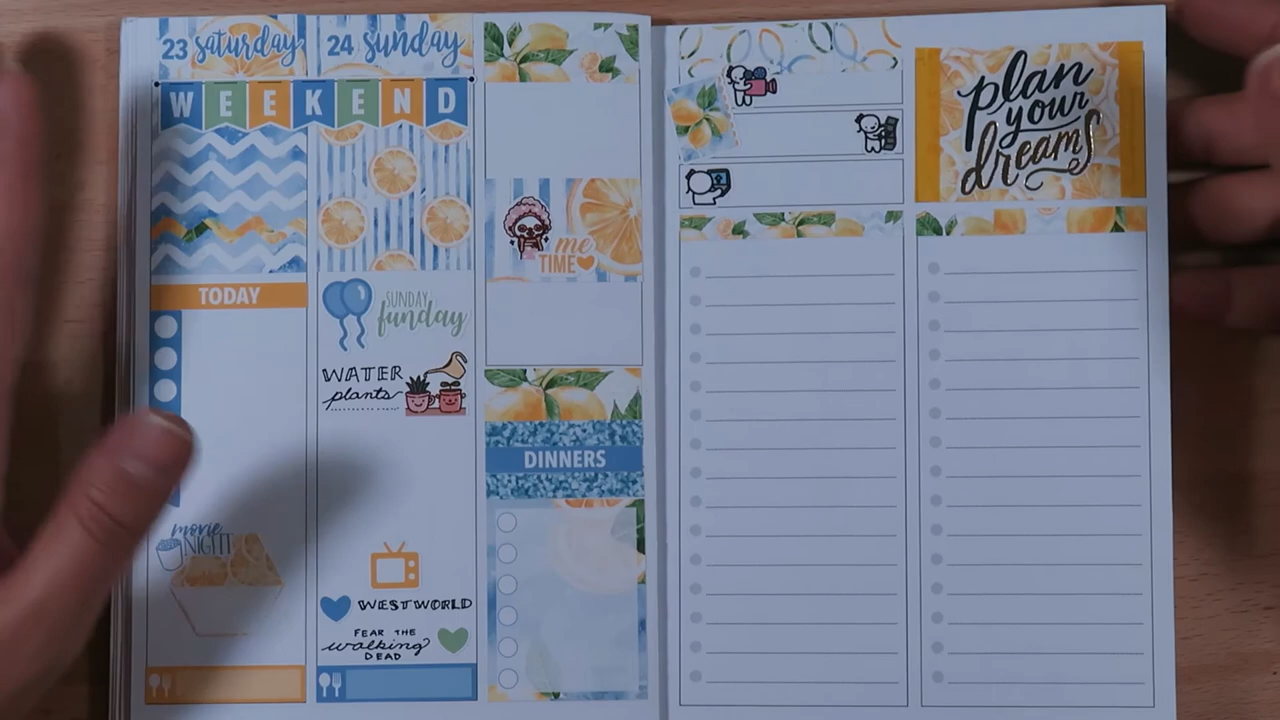 23 saturday
24 sunday
WEEKEND
TODAY
SUNDAY
funday
WATER
plants
movie
NIGHT
WESTWORLD
FEAR THE
walking
DEAD
me
TIME
DINNERS
plan
your
dreams